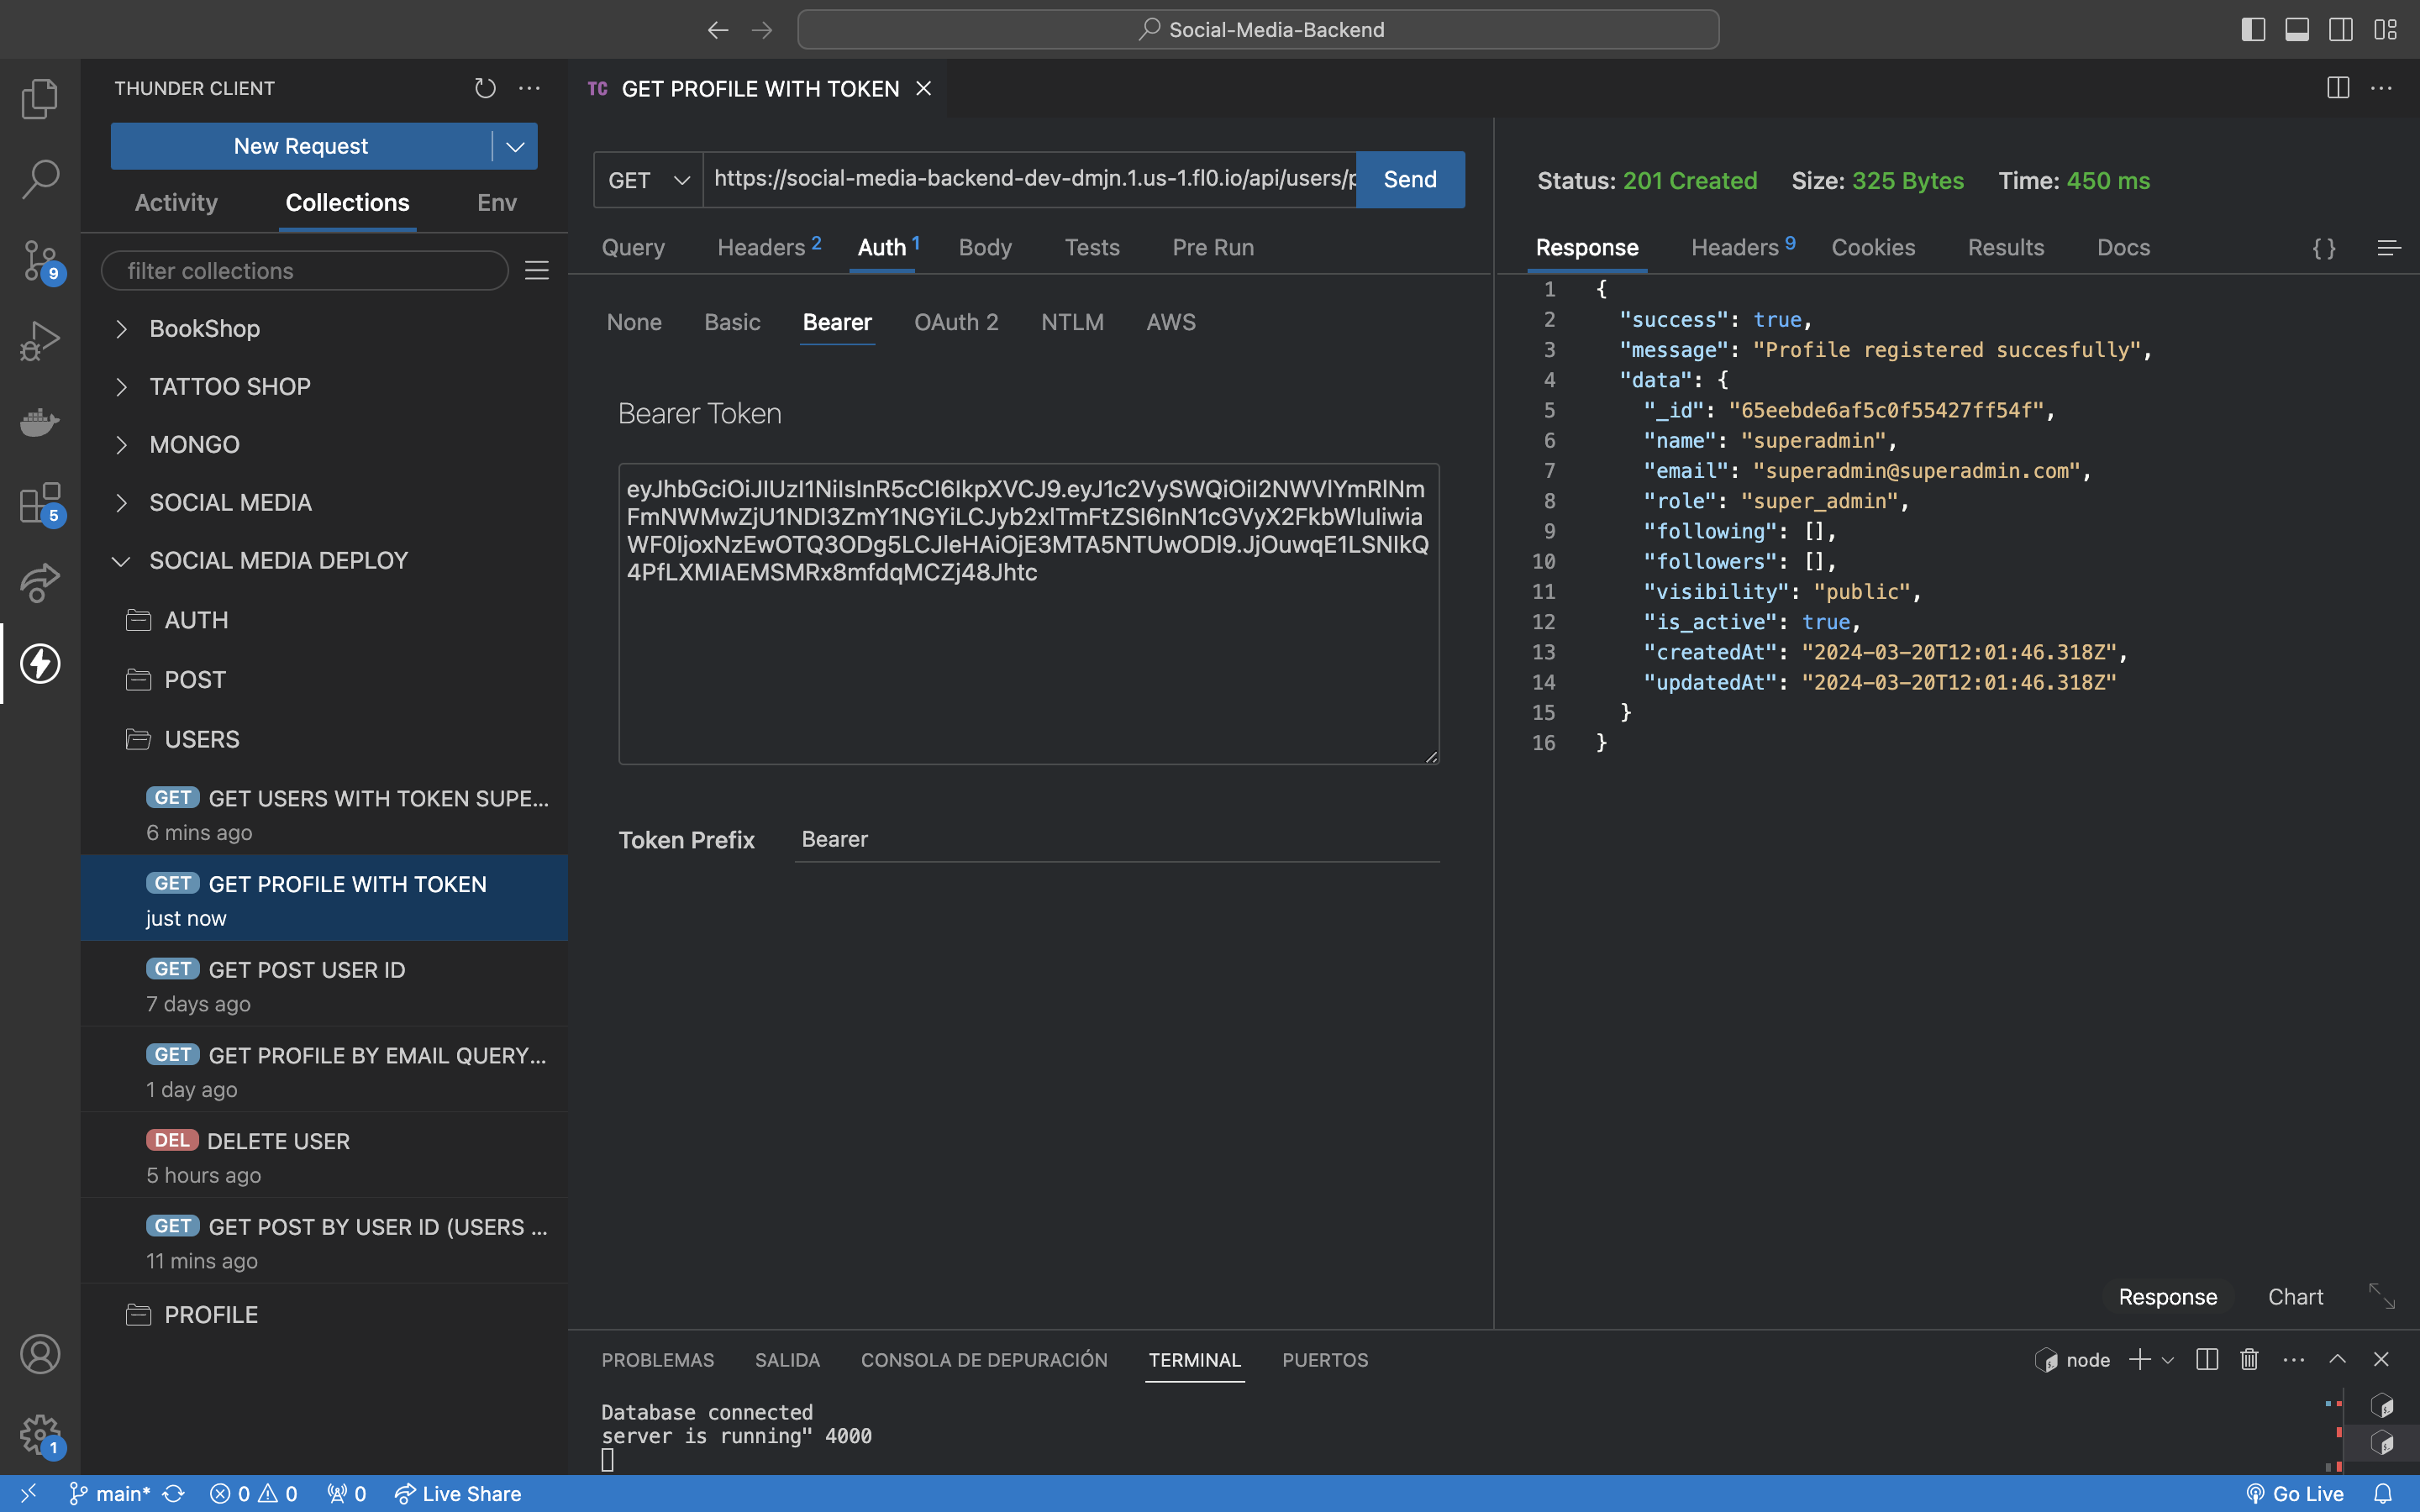 Social-Media-Backend
THUNDER CLIENT
New Request
Activity
Collections
Env
filter collections
BookShop
TATTOO SHOP
MONGO
SOCIAL MEDIA
SOCIAL MEDIA DEPLOY
AUTH
POST
USERS
GET GET USERS WITH TOKEN SUPE...
6 mins ago
GET GET PROFILE WITH TOKEN
just now
GET GET POST USER ID
7 days ago
GET GET PROFILE BY EMAIL QUERY...
1 day ago
DEL DELETE USER
5 hours ago
GET GET POST BY USER ID (USERS ...
11 mins ago
PROFILE
9
5
1
TC GET PROFILE WITH TOKEN
GET
https://social-media-backend-dev-dmjn.1.us-1.fl0.io/api/users/p
Send
Query
Headers 2
Auth 1
Body
Tests
Pre Run
None
Basic
Bearer
OAuth 2
NTLM
AWS
Bearer Token
eyJhbGciOiJIUzI1NiIsInR5cCI6IkpXVCJ9.eyJ1c2VySWQiOiI2NWVlYmRlNm
FmNWMwZjU1NDI3ZmY1NGYiLCJyb2xlTmFtZSI6InN1cGVyX2FkbWluIiwia
WF0IjoxNzEwOTQ3ODg5LCJleHAiOjE3MTA5NTUwODl9.JjOuwqE1LSNIkQ
4PfLXMIAEMSMRx8mfdqMCZj48Jhtc
Token Prefix
Bearer
Status: 201 Created
Size: 325 Bytes
Time: 450 ms
Response
Headers 9
Cookies
Results
Docs
{ }
1 {
2 "success": true,
3 "message": "Profile registered succesfully",
4 "data": {
5 "_id": "65eebde6af5c0f55427ff54f",
6 "name": "superadmin",
7 "email": "superadmin@superadmin.com",
8 "role": "super_admin",
9 "following": [],
10 "followers": [],
11 "visibility": "public",
12 "is_active": true,
13 "createdAt": "2024-03-20T12:01:46.318Z",
14 "updatedAt": "2024-03-20T12:01:46.318Z"
15 }
16 }
Response
Chart
PROBLEMAS
SALIDA
CONSOLA DE DEPURACIÓN
TERMINAL
PUERTOS
node
Database connected
server is running" 4000
main*
0
0
0
Live Share
Go Live